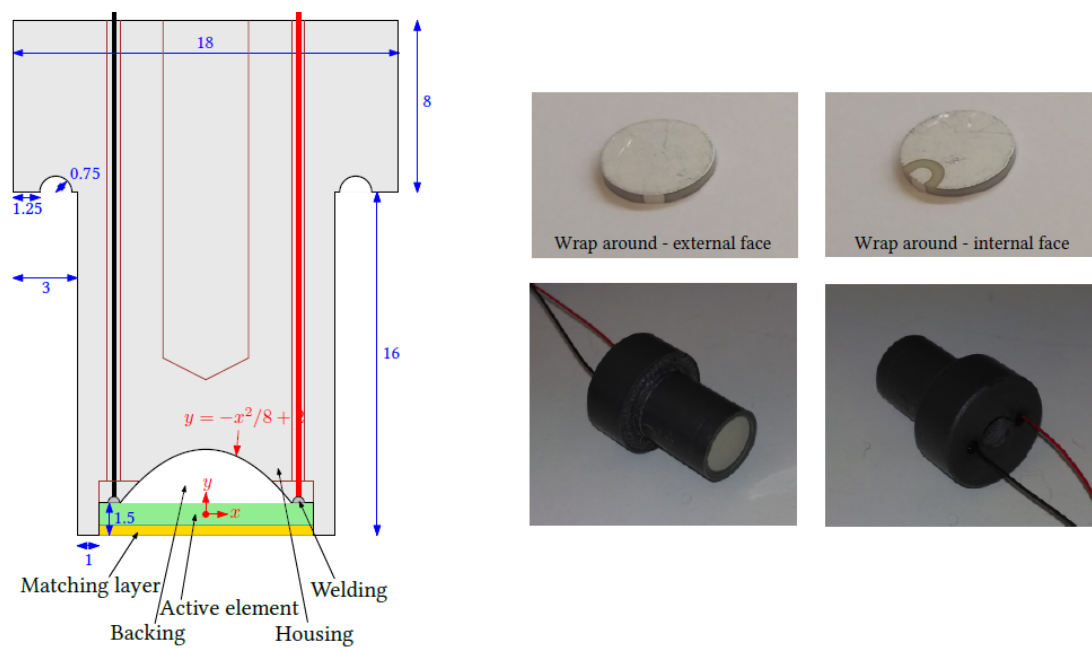 18
8
0.75
1.25
3
16
y = −x²/8 + 2
y
x
1.5
1
Matching layer
Active element
Welding
Backing
Housing
Wrap around - external face
Wrap around - internal face